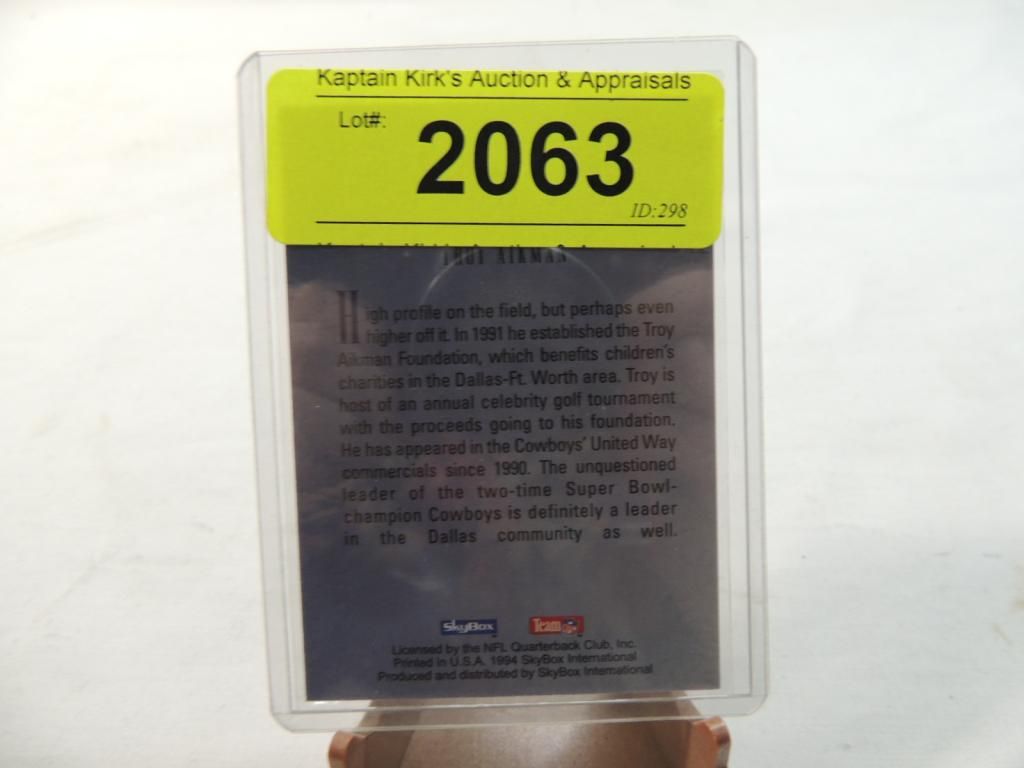 Kaptain Kirk's Auction & Appraisals
Lot#:
2063
ID:298
TROY AIKMAN
High profile on the field, but perhaps even
higher off it. In 1991 he established the Troy
Aikman Foundation, which benefits children's
charities in the Dallas-Ft. Worth area. Troy is
host of an annual celebrity golf tournament
with the proceeds going to his foundation.
He has appeared in the Cowboys' United Way
commercials since 1990. The unquestioned
leader of the two-time Super Bowl-
champion Cowboys is definitely a leader
in the Dallas community as well.
SkyBox Team NFL
Licensed by the NFL Quarterback Club, Inc.
Printed in U.S.A. 1994 SkyBox International
Produced and distributed by SkyBox International